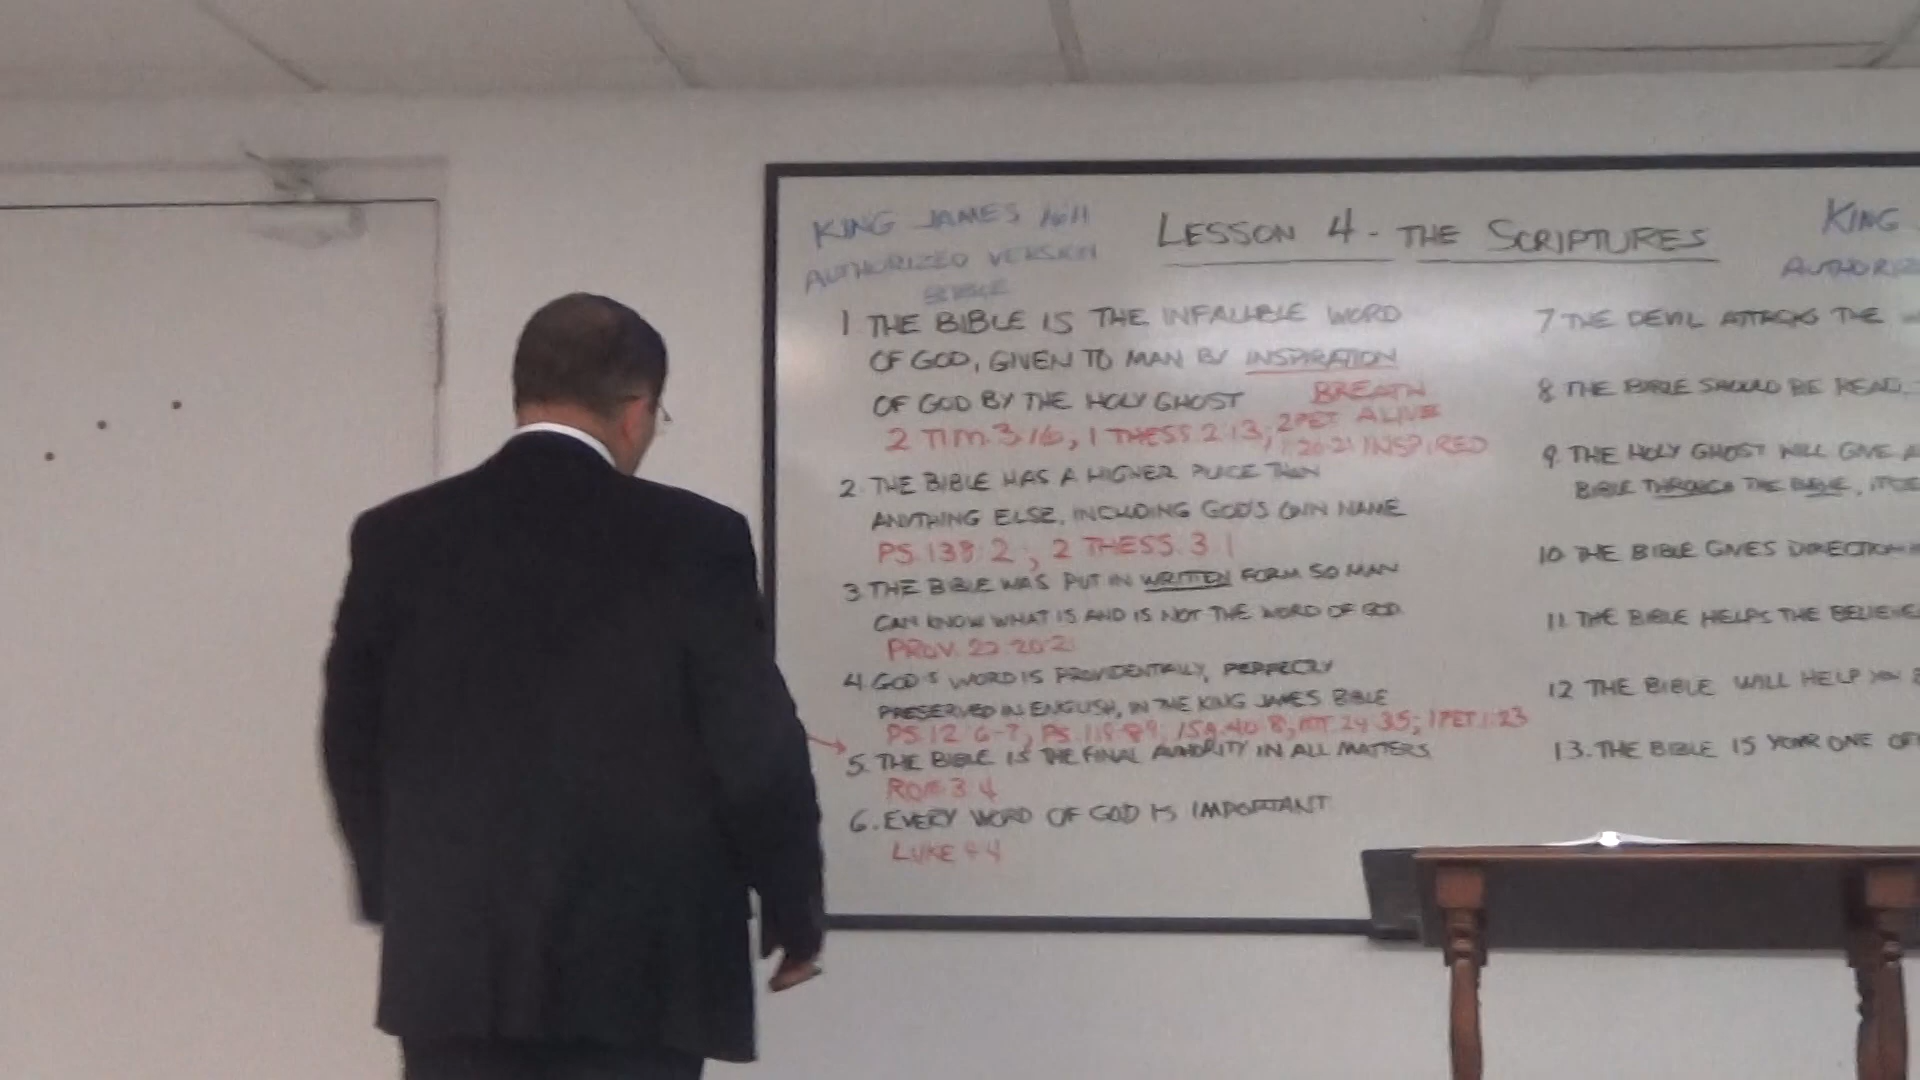 KING JAMES 1611
AUTHORIZED VERSION
BIBLE
LESSON 4 - THE SCRIPTURES
KING
AUTHORIZ
1 THE BIBLE IS THE INFALLIBLE WORD
OF GOD, GIVEN TO MAN BY INSPIRATION
OF GOD BY THE HOLY GHOST BREATH
2 TIM. 3:16, 1 THESS. 2:13; 2 PET ALIVE
1:20-21 INSPIRED
2. THE BIBLE HAS A HIGHER PLACE THAN
ANYTHING ELSE, INCLUDING GOD'S OWN NAME
PS. 138:2; 2 THESS. 3:1
3. THE BIBLE WAS PUT IN WRITTEN FORM SO MAN
CAN KNOW WHAT IS AND IS NOT THE WORD OF GOD.
PROV. 22:20-21
4. GOD'S WORD IS PROVIDENTIALLY, PERFECTLY
PRESERVED IN ENGLISH, IN THE KING JAMES BIBLE
PS. 12:6-7, PS. 119:89, ISA. 40:8, MT. 24:35; 1 PET. 1:23
5. THE BIBLE IS THE FINAL AUTHORITY IN ALL MATTERS
ROM. 3:4
6. EVERY WORD OF GOD IS IMPORTANT
LUKE 4:4
7 THE DEVIL ATTACKS THE
8 THE BIBLE SHOULD BE READ,
9. THE HOLY GHOST WILL GIVE
BIBLE THROUGH THE BIBLE,
10 THE BIBLE GIVES DIRECTION
11. THE BIBLE HELPS THE BELIEVE
12 THE BIBLE WILL HELP YOU
13. THE BIBLE IS YOUR ONE OF